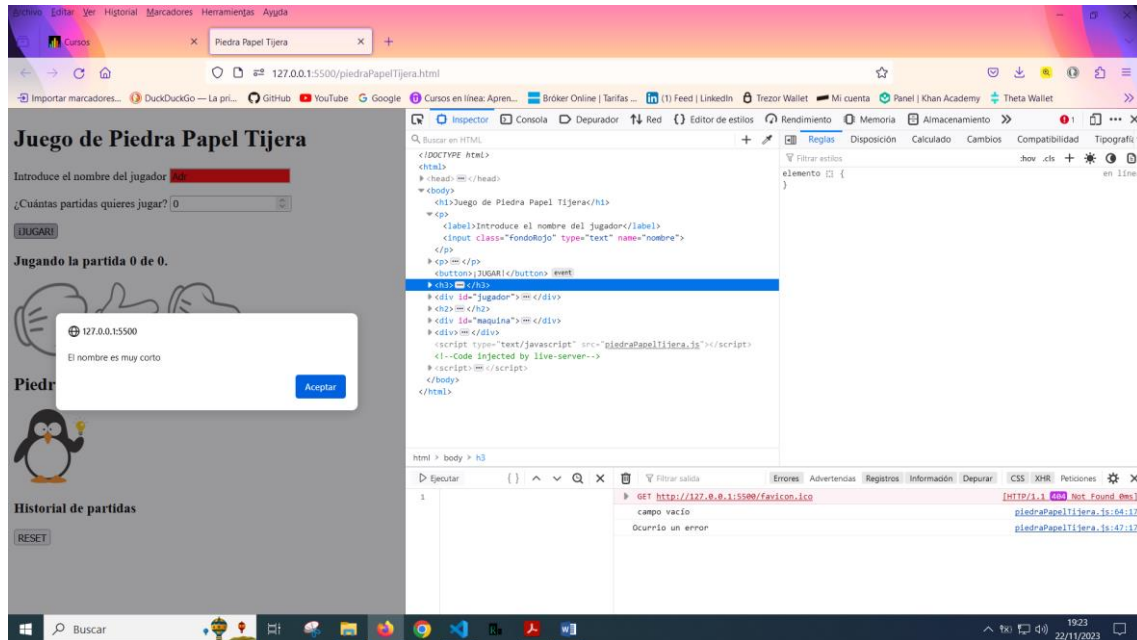 Archivo Editar Ver Historial Marcadores Herramientas Ayuda
Cursos
Piedra Papel Tijera
127.0.0.1:5500/piedraPapelTijera.html
Importar marcadores... DuckDuckGo — La pri... GitHub YouTube Google Cursos en línea: Apren... Bróker Online | Tarifas ... (1) Feed | LinkedIn Trezor Wallet Mi cuenta Panel | Khan Academy Theta Wallet
Inspector Consola Depurador Red Editor de estilos Rendimiento Memoria Almacenamiento 1
Buscar en HTML
Reglas Disposición Calculado Cambios Compatibilidad Tipografí
Filtrar estilos
:hov .cls
elemento {
en líne
}
<!DOCTYPE html>
<html>
<head> </head>
<body>
<h1>Juego de Piedra Papel Tijera</h1>
<p>
<label>Introduce el nombre del jugador</label>
<input class="fondoRojo" type="text" name="nombre">
</p>
<p> </p>
<button>¡JUGAR!</button> event
<h3> </h3>
<div id="jugador"> </div>
<h2> </h2>
<div id="maquina"> </div>
<div> </div>
<script type="text/javascript" src="piedraPapelTijera.js"></script>
<!--Code injected by live-server-->
<script> </script>
</body>
</html>
html > body > h3
Juego de Piedra Papel Tijera
Introduce el nombre del jugador Adr
¿Cuántas partidas quieres jugar? 0
¡JUGAR!
Jugando la partida 0 de 0.
127.0.0.1:5500
El nombre es muy corto
Aceptar
Piedr
Historial de partidas
RESET
Ejecutar
Filtrar salida
Errores Advertencias Registros Información Depurar CSS XHR Peticiones
1
GET http://127.0.0.1:5500/favicon.ico [HTTP/1.1 404 Not Found 0ms]
campo vacío piedraPapelTijera.js:64:17
Ocurrio un error piedraPapelTijera.js:47:17
Buscar
19:23
22/11/2023